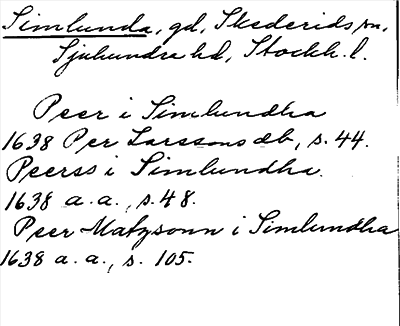 Simlunda, gd, Skederids sn,
Sjuhundra hd, Stockh. l.
Peer i Simlundha
1638 Per Larssons db, s. 44.
Peerss i Simlundha.
1638 a. a., s. 48.
Peer Matzsonn i Simlundha
1638 a. a., s. 105.